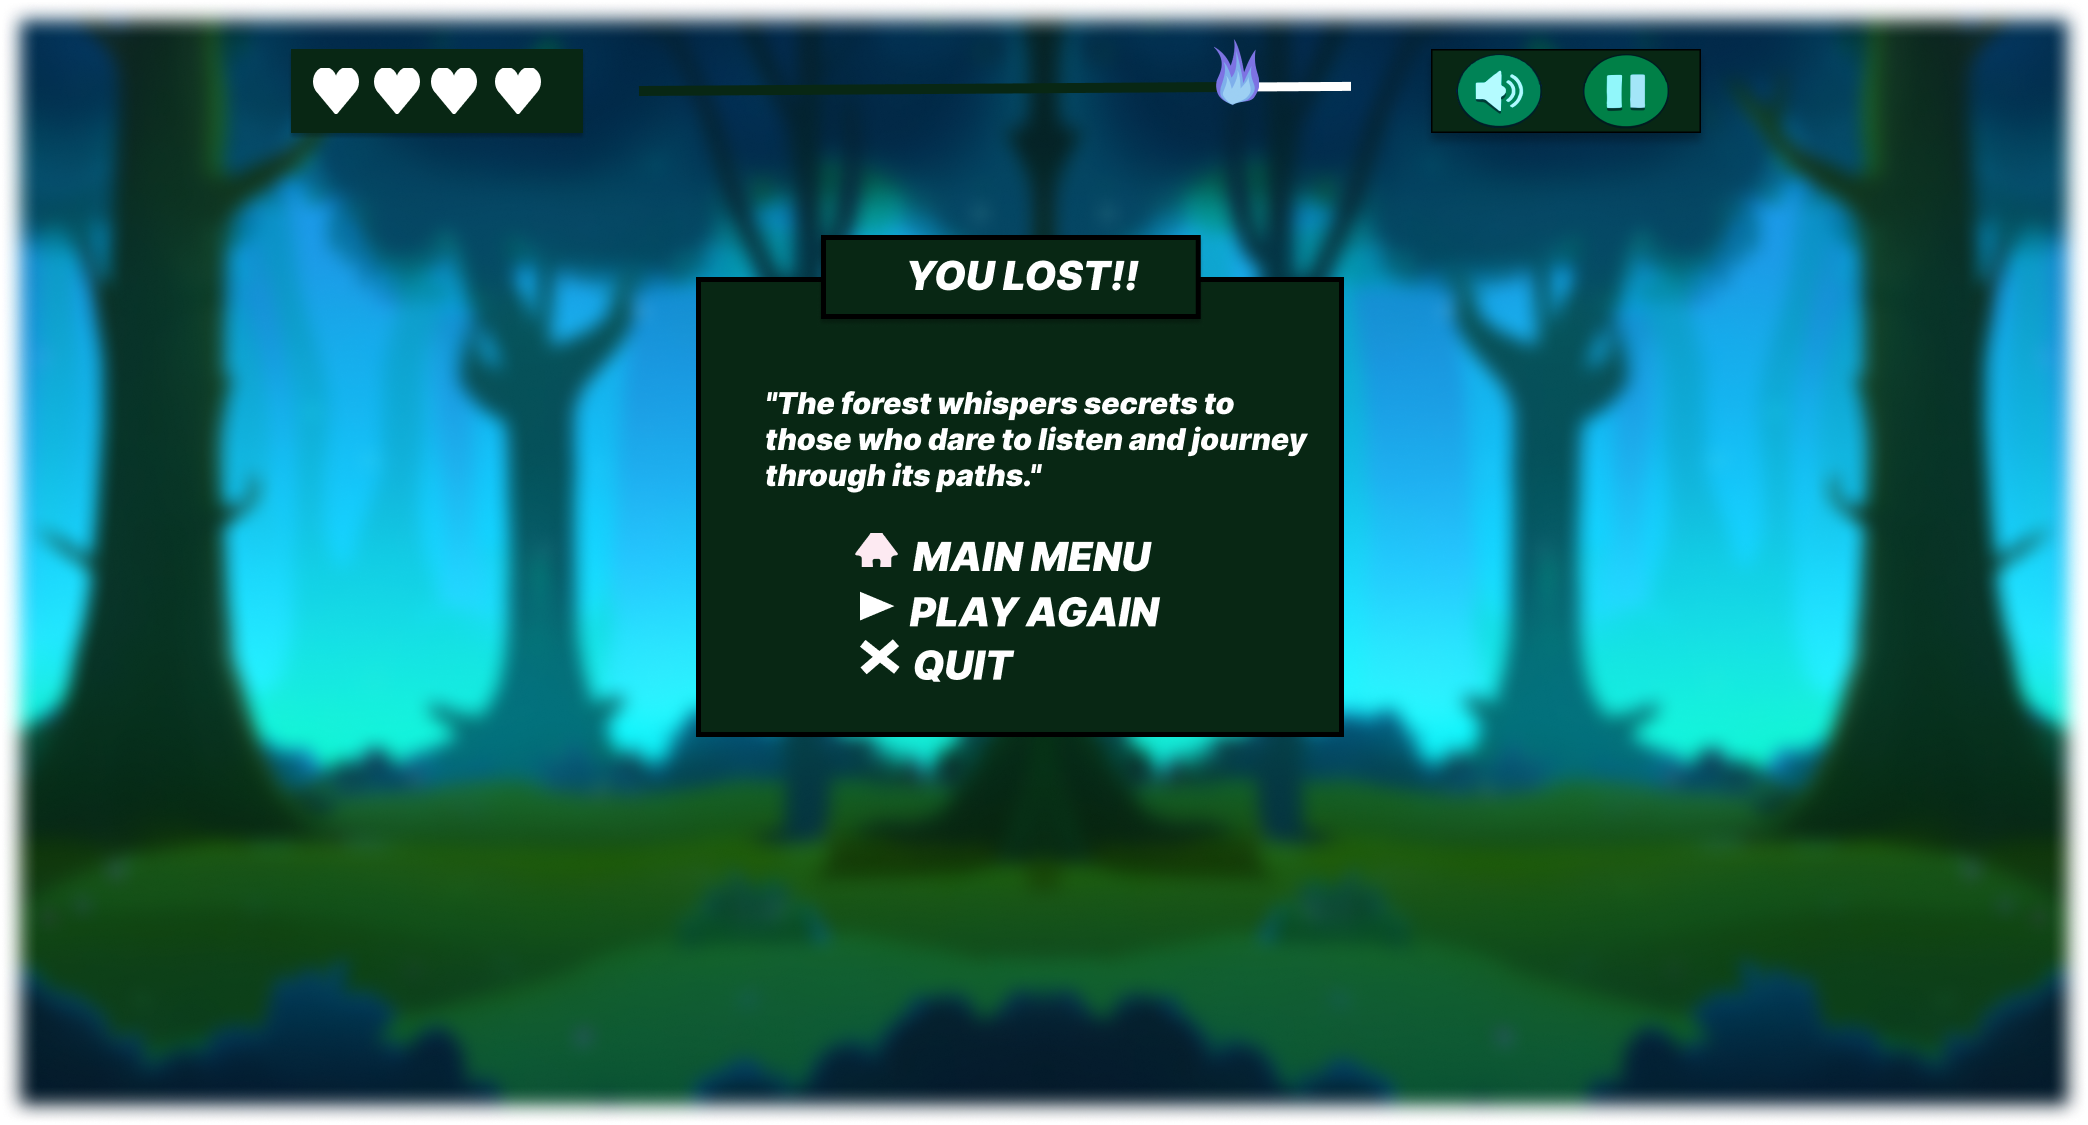 YOU LOST!!
"The forest whispers secrets to
those who dare to listen and journey
through its paths."
MAIN MENU
PLAY AGAIN
QUIT